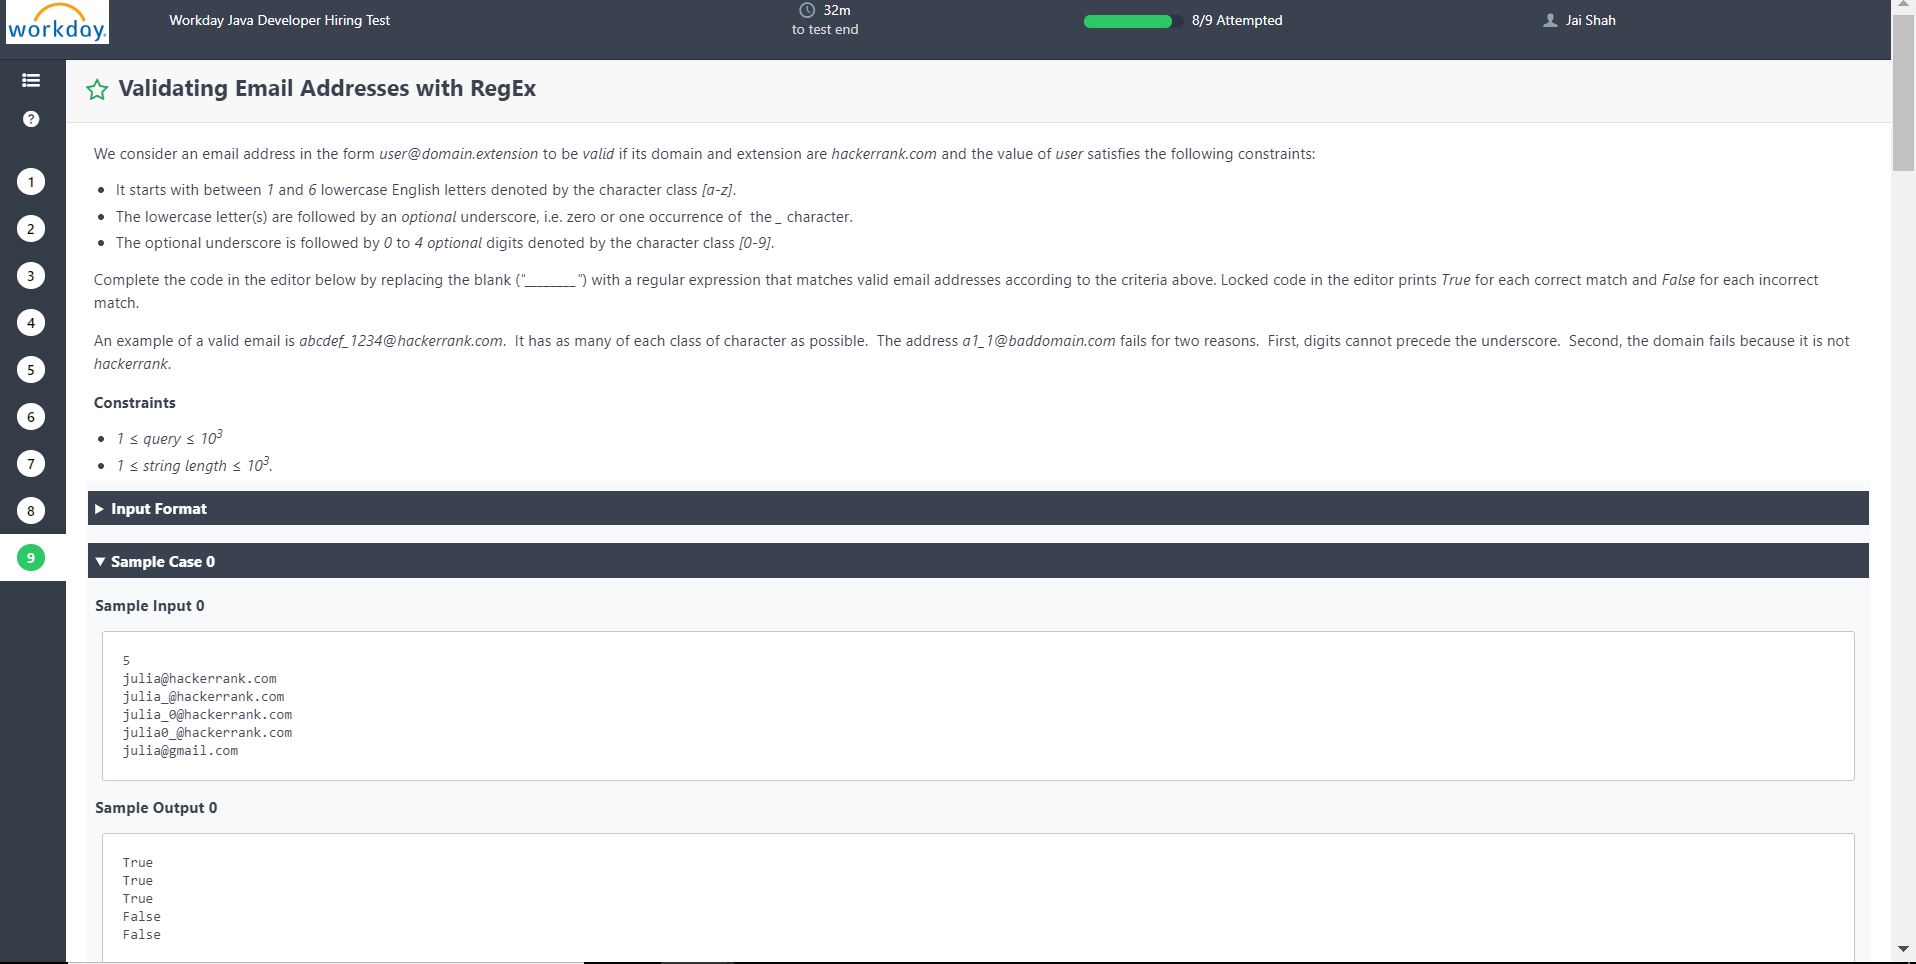 workday.
Workday Java Developer Hiring Test
32m
to test end
8/9 Attempted
Jai Shah
?
1
2
3
4
5
6
7
8
9
Validating Email Addresses with RegEx
We consider an email address in the form user@domain.extension to be valid if its domain and extension are hackerrank.com and the value of user satisfies the following constraints:
• It starts with between 1 and 6 lowercase English letters denoted by the character class [a-z].
• The lowercase letter(s) are followed by an optional underscore, i.e. zero or one occurrence of the _ character.
• The optional underscore is followed by 0 to 4 optional digits denoted by the character class [0-9].
Complete the code in the editor below by replacing the blank ("________") with a regular expression that matches valid email addresses according to the criteria above. Locked code in the editor prints True for each correct match and False for each incorrect
match.
An example of a valid email is abcdef_1234@hackerrank.com. It has as many of each class of character as possible. The address a1_1@baddomain.com fails for two reasons. First, digits cannot precede the underscore. Second, the domain fails because it is not
hackerrank.
Constraints
• 1 ≤ query ≤ 10³
• 1 ≤ string length ≤ 10³.
Input Format
Sample Case 0
Sample Input 0
5
julia@hackerrank.com
julia_@hackerrank.com
julia_0@hackerrank.com
julia0_@hackerrank.com
julia@gmail.com
Sample Output 0
True
True
True
False
False